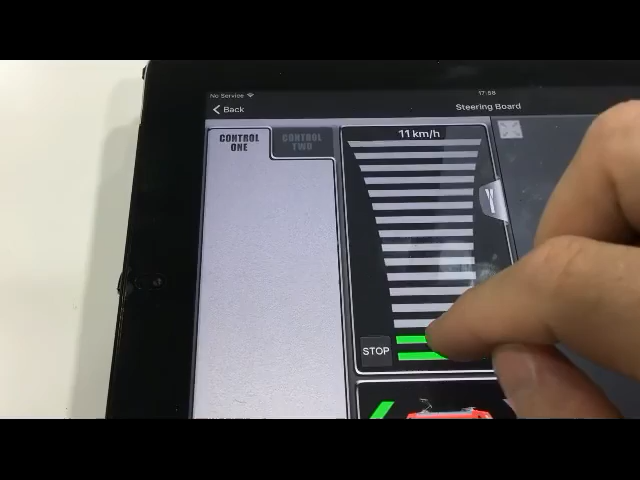 No Service
17:58
Back
Steering Board
CONTROL
ONE
CONTROL
TWO
11 km/h
STOP